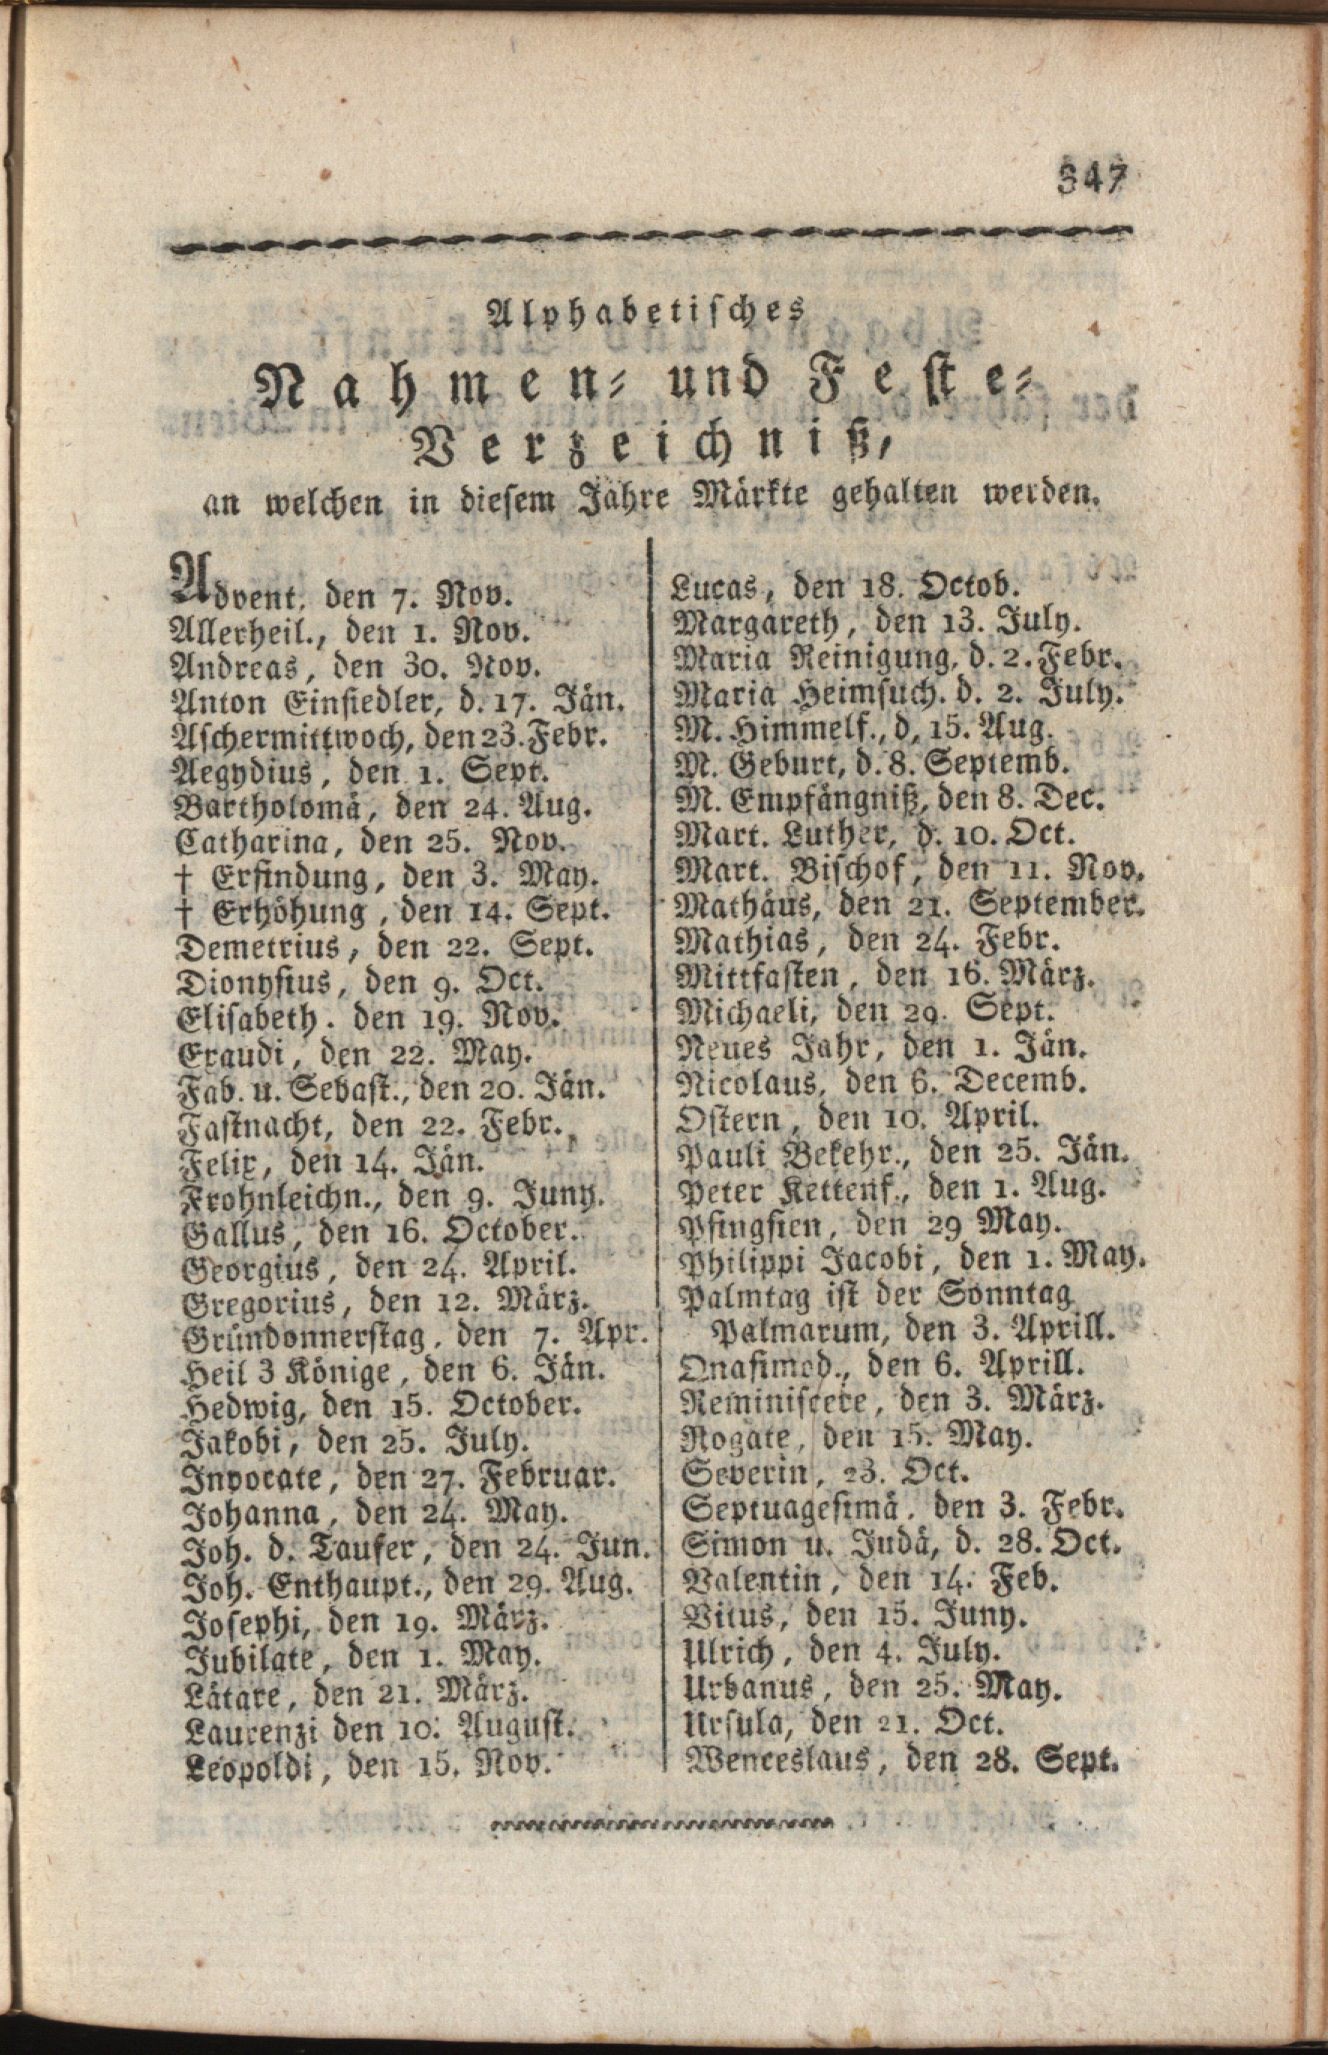 347
Alphabetisches
Nahmen- und Feste-
Verzeichniß,
an welchen in diesem Jahre Märkte gehalten werden.
Advent, den 7. Nov.
Allerheil., den 1. Nov.
Andreas, den 30. Nov.
Anton Einsiedler, d. 17. Jän.
Aschermittwoch, den 23. Febr.
Aegydius, den 1. Sept.
Bartholomä, den 24. Aug.
Catharina, den 25. Nov.
† Erfindung, den 3. May.
† Erhöhung, den 14. Sept.
Demetrius, den 22. Sept.
Dionysius, den 9. Oct.
Elisabeth. den 19. Nov.
Exaudi, den 22. May.
Fab. u. Sebast., den 20. Jän.
Fastnacht, den 22. Febr.
Felix, den 14. Jän.
Frohnleichn., den 9. Juny.
Gallus, den 16. October.
Georgius, den 24. April.
Gregorius, den 12. März.
Gründonnerstag, den 7. Apr.
Heil 3 Könige, den 6. Jän.
Hedwig, den 15. October.
Jakobi, den 25. July.
Invocate, den 27. Februar.
Johanna, den 24. May.
Joh. d. Taufer, den 24. Jun.
Joh. Enthaupt., den 29. Aug.
Josephi, den 19. März.
Jubilate, den 1. May.
Lätare, den 21. März.
Laurenzi den 10. August.
Leopoldi, den 15. Nov.
Lucas, den 18. Octob.
Margareth, den 13. July.
Maria Reinigung, d. 2. Febr.
Maria Heimsuch. d. 2. July.
M. Himmelf., d, 15. Aug.
M. Geburt, d. 8. Septemb.
M. Empfängniß, den 8. Dec.
Mart. Luther, d. 10. Oct.
Mart. Bischof, den 11. Nov.
Mathäus, den 21. September.
Mathias, den 24. Febr.
Mittfasten, den 16. März.
Michaeli, den 29. Sept.
Neues Jahr, den 1. Jän.
Nicolaus, den 6. Decemb.
Ostern, den 10. April.
Pauli Bekehr., den 25. Jän.
Peter Kettenf., den 1. Aug.
Pfingsten, den 29 May.
Philippi Jacobi, den 1. May.
Palmtag ist der Sonntag
Palmarum, den 3. Aprill.
Qnasimod., den 6. Aprill.
Reminiscere, den 3. März.
Rogate, den 15. May.
Severin, 23. Oct.
Septuagesimä, den 3. Febr.
Simon u. Judä, d. 28. Oct.
Valentin, den 14. Feb.
Vitus, den 15. Juny.
Ulrich, den 4. July.
Urbanus, den 25. May.
Ursula, den 21. Oct.
Wenceslaus, den 28. Sept.